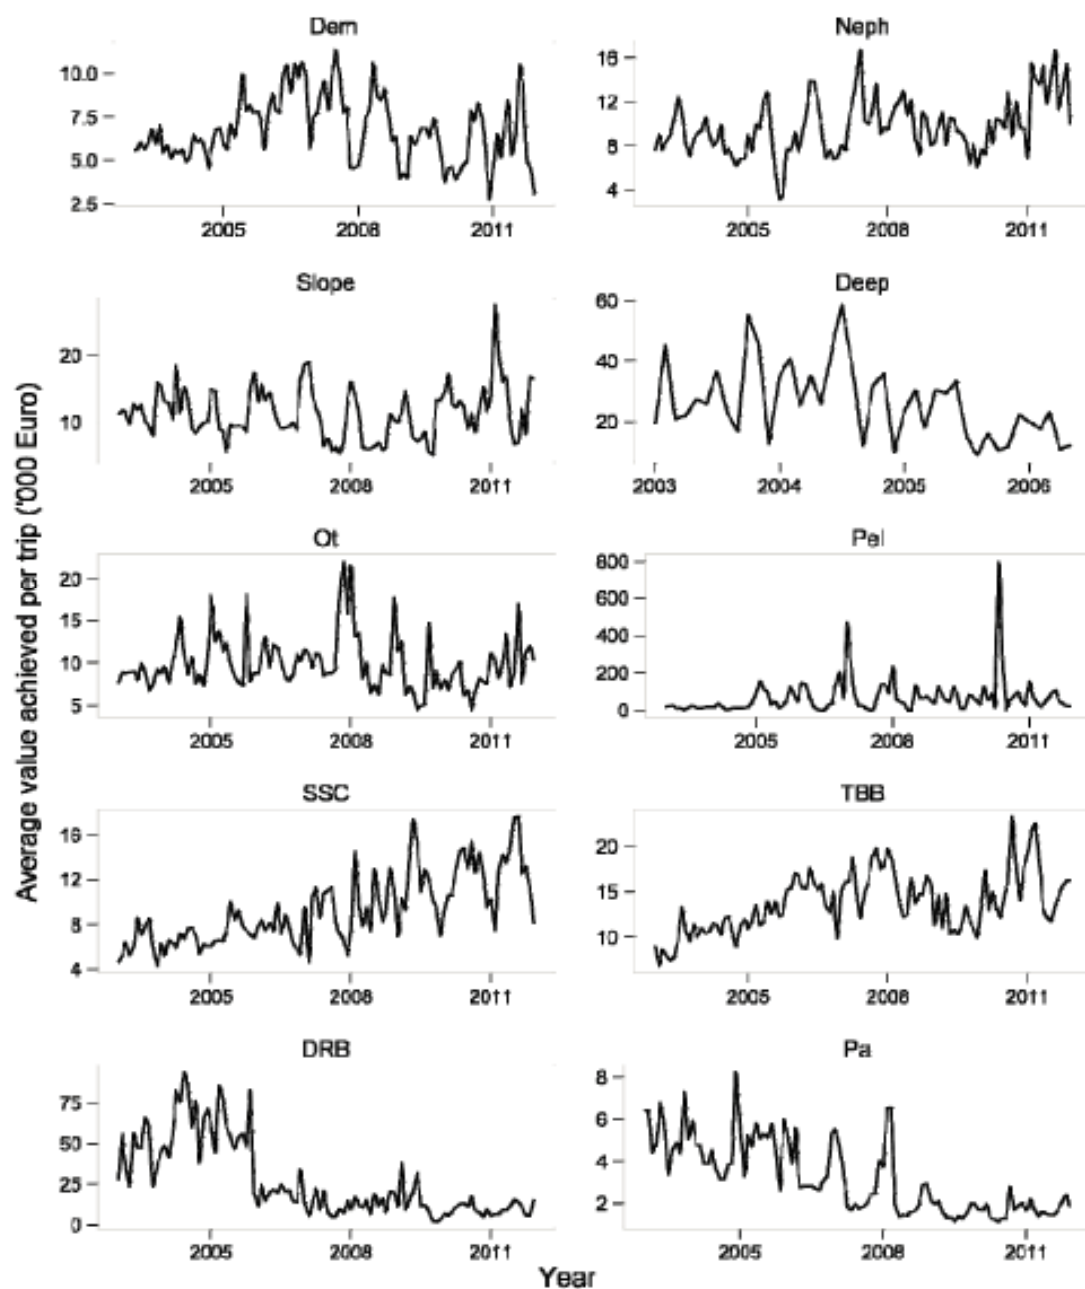 Dem Neph
10.0 7.5 5.0 2.5 16 12 8 4
2005 2008 2011 2005 2008 2011
Slope Deep
20 10 60 40 20
2005 2008 2011 2003 2004 2005 2006
Ot Pel
20 15 10 5 800 600 400 200 0
2005 2008 2011 2005 2008 2011
SSC TBB
16 12 8 4 20 15 10
2005 2008 2011 2005 2008 2011
DRB Pa
75 50 25 0 8 6 4 2
2005 2008 2011 2005 2008 2011
Average value achieved per trip ('000 Euro)
Year